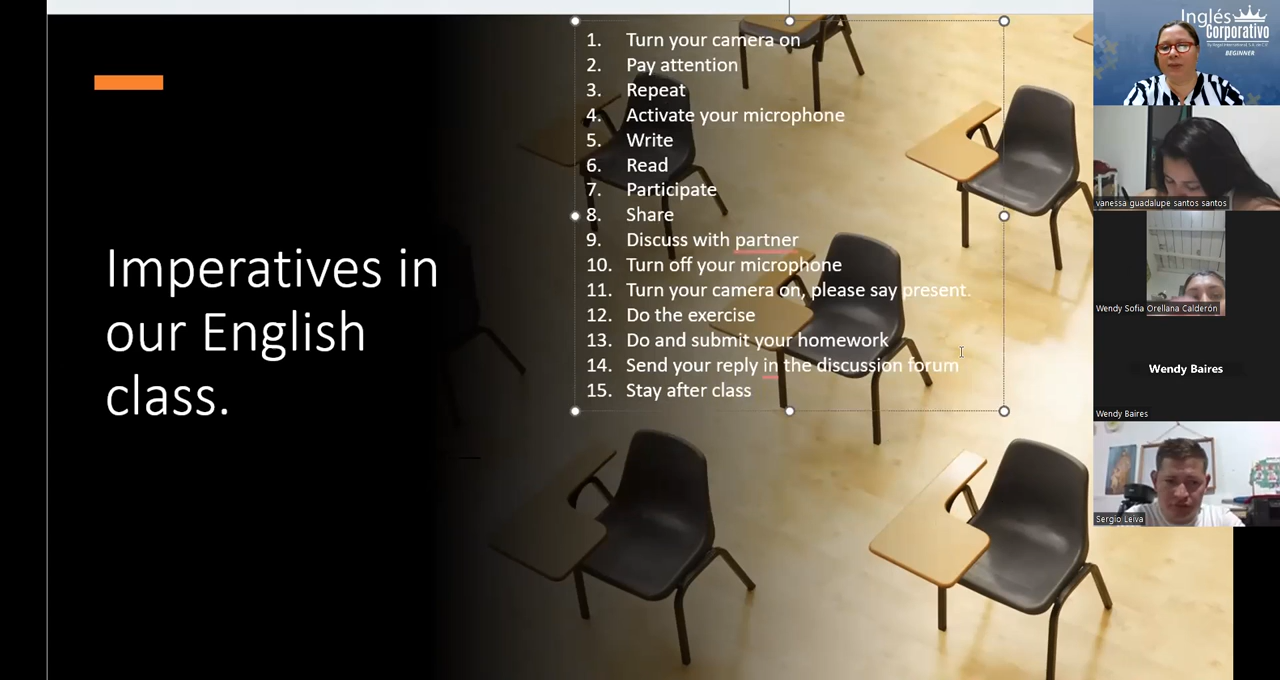 Imperatives in
our English
class.
1. Turn your camera on
2. Pay attention
3. Repeat
4. Activate your microphone
5. Write
6. Read
7. Participate
8. Share
9. Discuss with partner
10. Turn off your microphone
11. Turn your camera on, please say present.
12. Do the exercise
13. Do and submit your homework
14. Send your reply in the discussion forum
15. Stay after class
Inglés
Corporativo
BEGINNER
vanessa guadalupe santos santos
Wendy Sofia Orellana Calderón
Wendy Baires
Wendy Baires
Sergio Leiva